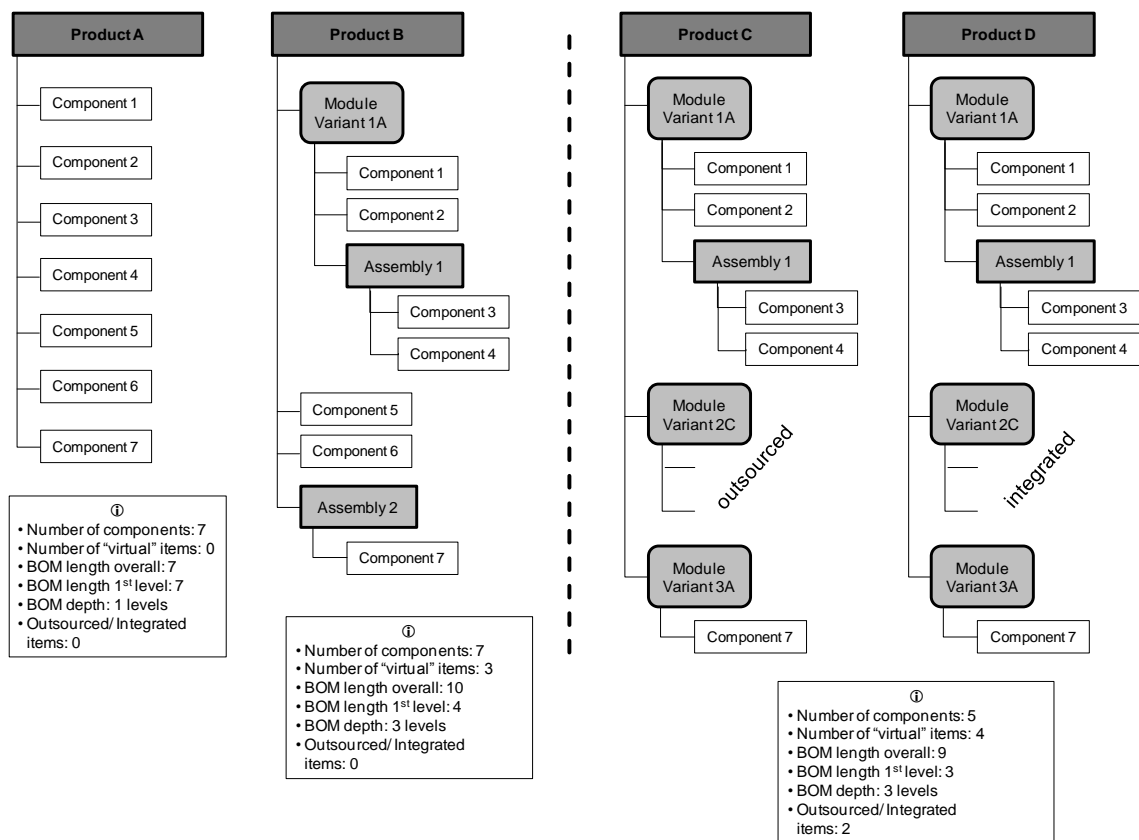 Product A
Component 1
Component 2
Component 3
Component 4
Component 5
Component 6
Component 7
ⓘ
• Number of components: 7
• Number of “virtual” items: 0
• BOM length overall: 7
• BOM length 1st level: 7
• BOM depth: 1 levels
• Outsourced/ Integrated
items: 0
Product B
Module
Variant 1A
Component 1
Component 2
Assembly 1
Component 3
Component 4
Component 5
Component 6
Assembly 2
Component 7
ⓘ
• Number of components: 7
• Number of “virtual” items: 3
• BOM length overall: 10
• BOM length 1st level: 4
• BOM depth: 3 levels
• Outsourced/ Integrated
items: 0
Product C
Module
Variant 1A
Component 1
Component 2
Assembly 1
Component 3
Component 4
Module
Variant 2C
outsourced
Module
Variant 3A
Component 7
Product D
Module
Variant 1A
Component 1
Component 2
Assembly 1
Component 3
Component 4
Module
Variant 2C
integrated
Module
Variant 3A
Component 7
ⓘ
• Number of components: 5
• Number of “virtual” items: 4
• BOM length overall: 9
• BOM length 1st level: 3
• BOM depth: 3 levels
• Outsourced/ Integrated
items: 2